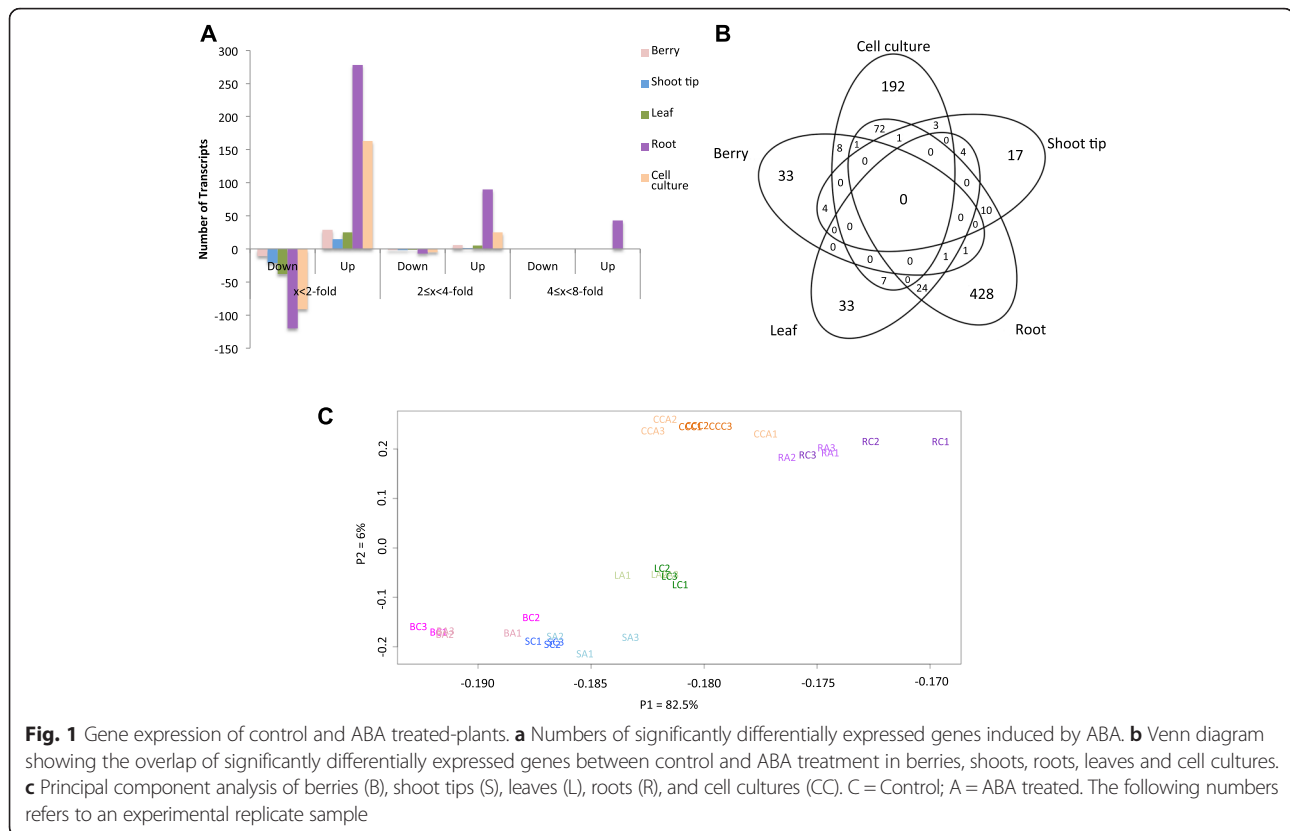 A
300
250
200
150
100
50
0
-50
-100
-150
Number of Transcripts
Down
Up
Down
Up
Down
Up
x<2-fold
2≤x<4-fold
4≤x<8-fold
Berry
Shoot tip
Leaf
Root
Cell
culture
B
Cell culture
192
Shoot tip
17
Berry
33
72
3
8
1
1
0
4
0
0
0
0
4
0
10
0
0
0
0
0
0
0
1
1
7
0
24
33
428
Leaf
Root
C
0.2
0.1
0.0
-0.1
-0.2
P2 = 6%
CCA2
CCA3
CCC2
CCC3
CCA1
RA2
RC3
RA3
RA1
RC2
RC1
LA1
LC2
LC3
LC1
BC3
BC2
BA1
SC1
SC2
SA2
SC3
SA1
SA3
-0.190
-0.185
-0.180
-0.175
-0.170
P1 = 82.5%
Fig. 1 Gene expression of control and ABA treated-plants. a Numbers of significantly differentially expressed genes induced by ABA. b Venn diagram
showing the overlap of significantly differentially expressed genes between control and ABA treatment in berries, shoots, roots, leaves and cell cultures.
c Principal component analysis of berries (B), shoot tips (S), leaves (L), roots (R), and cell cultures (CC). C = Control; A = ABA treated. The following numbers
refers to an experimental replicate sample